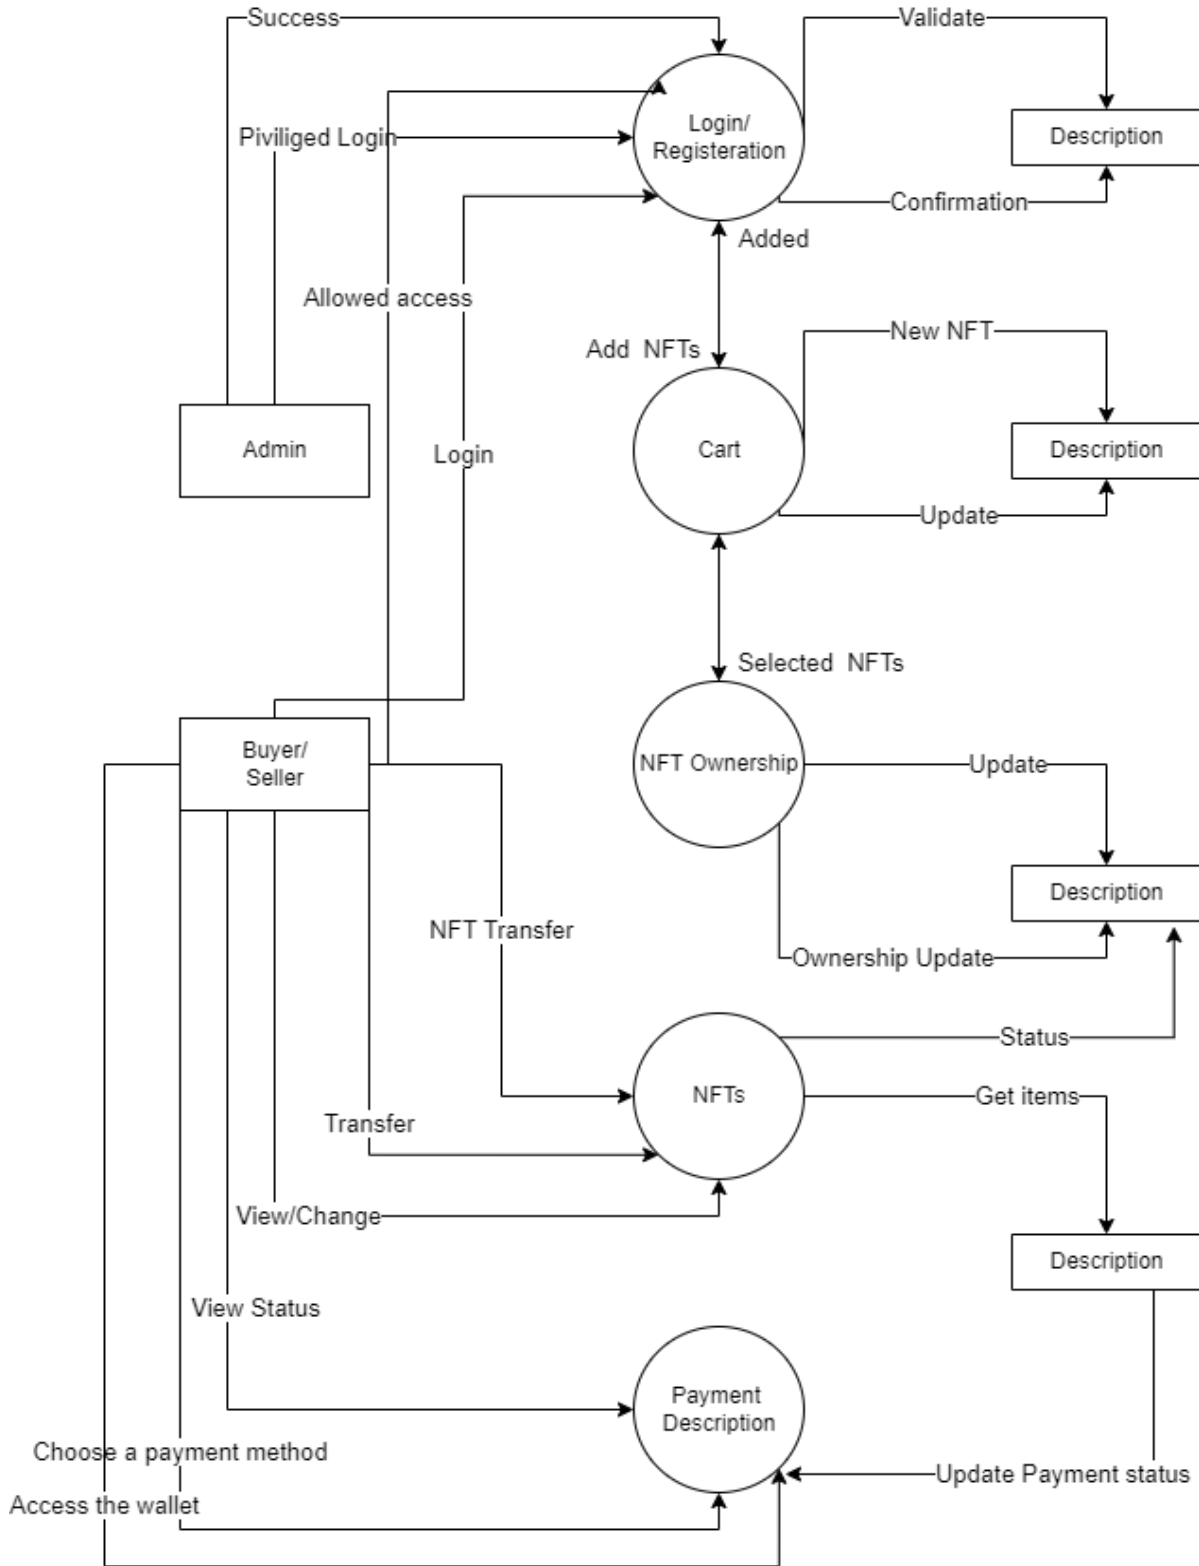 Success
Validate
Login/
Registeration
Description
Piviliged Login
Confirmation
Added
Allowed access
New NFT
Add  NFTs
Admin
Login
Cart
Description
Update
Selected  NFTs
Buyer/
Seller
NFT Ownership
Update
Description
NFT Transfer
Ownership Update
Status
NFTs
Get items
Transfer
View/Change
Description
View Status
Payment
Description
Choose a payment method
Update Payment status
Access the wallet